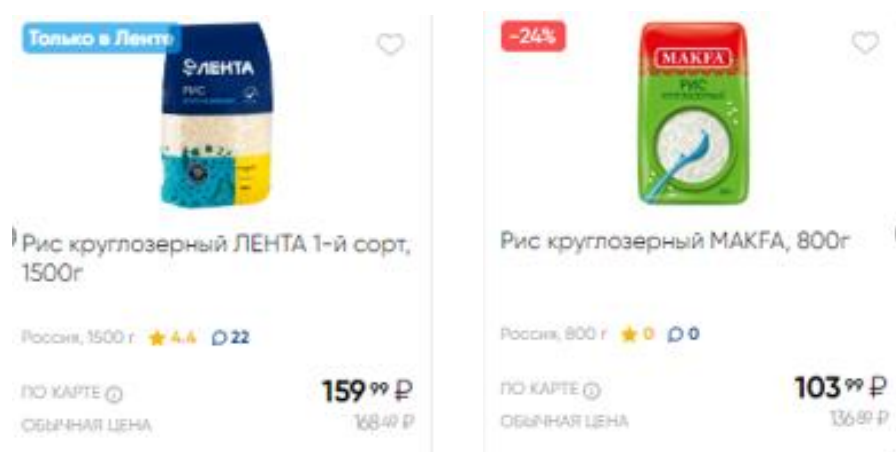 Только в Ленте
ЛЕНТА
РИС
Рис круглозерный ЛЕНТА 1-й сорт,
1500г
Россия, 1500 г 4.4 22
ПО КАРТЕ 159 99 ₽
ОБЫЧНАЯ ЦЕНА 168 49 ₽
-24%
MAKFA
РИС
КРУГЛОЗЕРНЫЙ
Рис круглозерный MAKFA, 800г
Россия, 800 г 0 0
ПО КАРТЕ 103 99 ₽
ОБЫЧНАЯ ЦЕНА 136 89 ₽